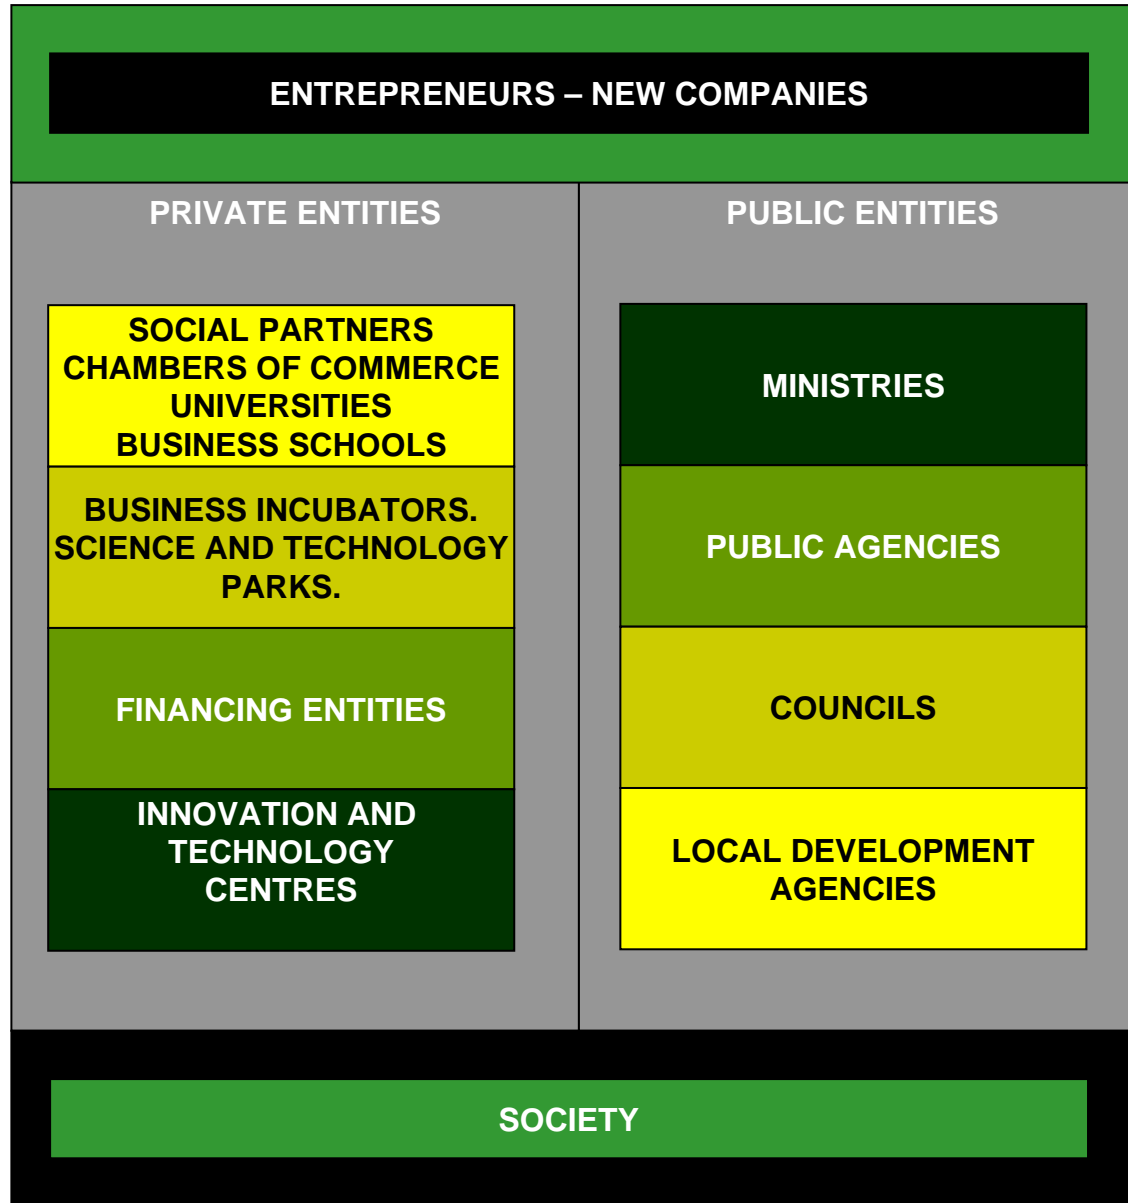 ENTREPRENEURS – NEW COMPANIES
PRIVATE ENTITIES
SOCIAL PARTNERS
CHAMBERS OF COMMERCE
UNIVERSITIES
BUSINESS SCHOOLS
BUSINESS INCUBATORS.
SCIENCE AND TECHNOLOGY
PARKS.
FINANCING ENTITIES
INNOVATION AND
TECHNOLOGY
CENTRES
PUBLIC ENTITIES
MINISTRIES
PUBLIC AGENCIES
COUNCILS
LOCAL DEVELOPMENT
AGENCIES
SOCIETY